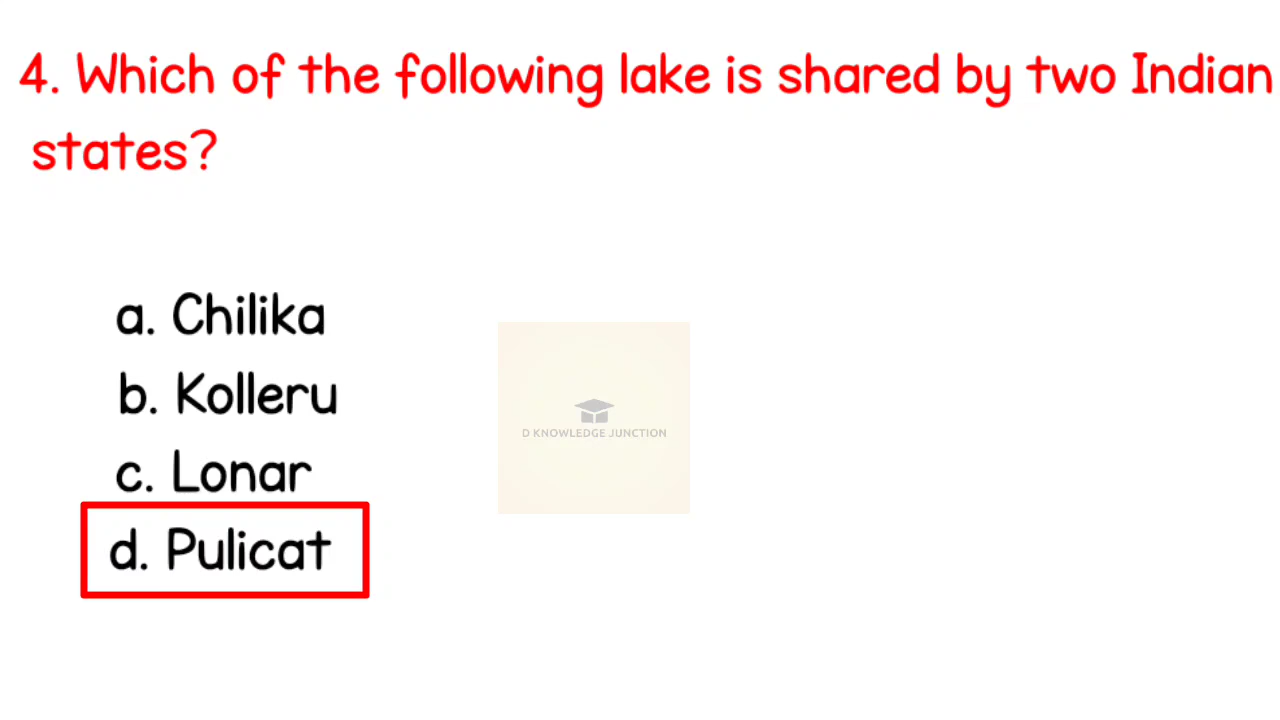 4. Which of the following lake is shared by two Indian
states?
a. Chilika
b. Kolleru
c. Lonar
d. Pulicat
D KNOWLEDGE JUNCTION